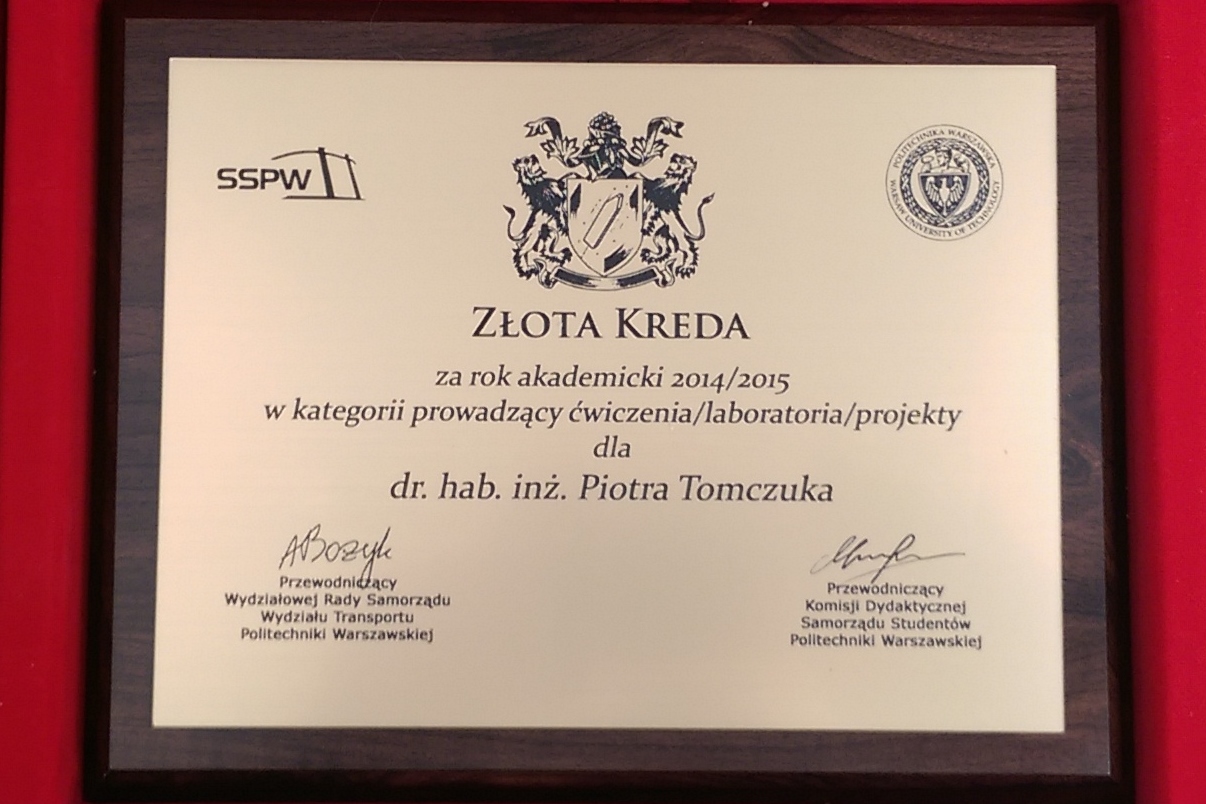 SSPW
POLITECHNIKA WARSZAWSKA
WARSAW UNIVERSITY OF TECHNOLOGY
ZŁOTA KREDA
za rok akademicki 2014/2015
w kategorii prowadzący ćwiczenia/laboratoria/projekty
dla
dr. hab. inż. Piotra Tomczuka
ABozyk
Przewodniczący
Wydziałowej Rady Samorządu
Wydziału Transportu
Politechniki Warszawskiej
Przewodniczący
Komisji Dydaktycznej
Samorządu Studentów
Politechniki Warszawskiej